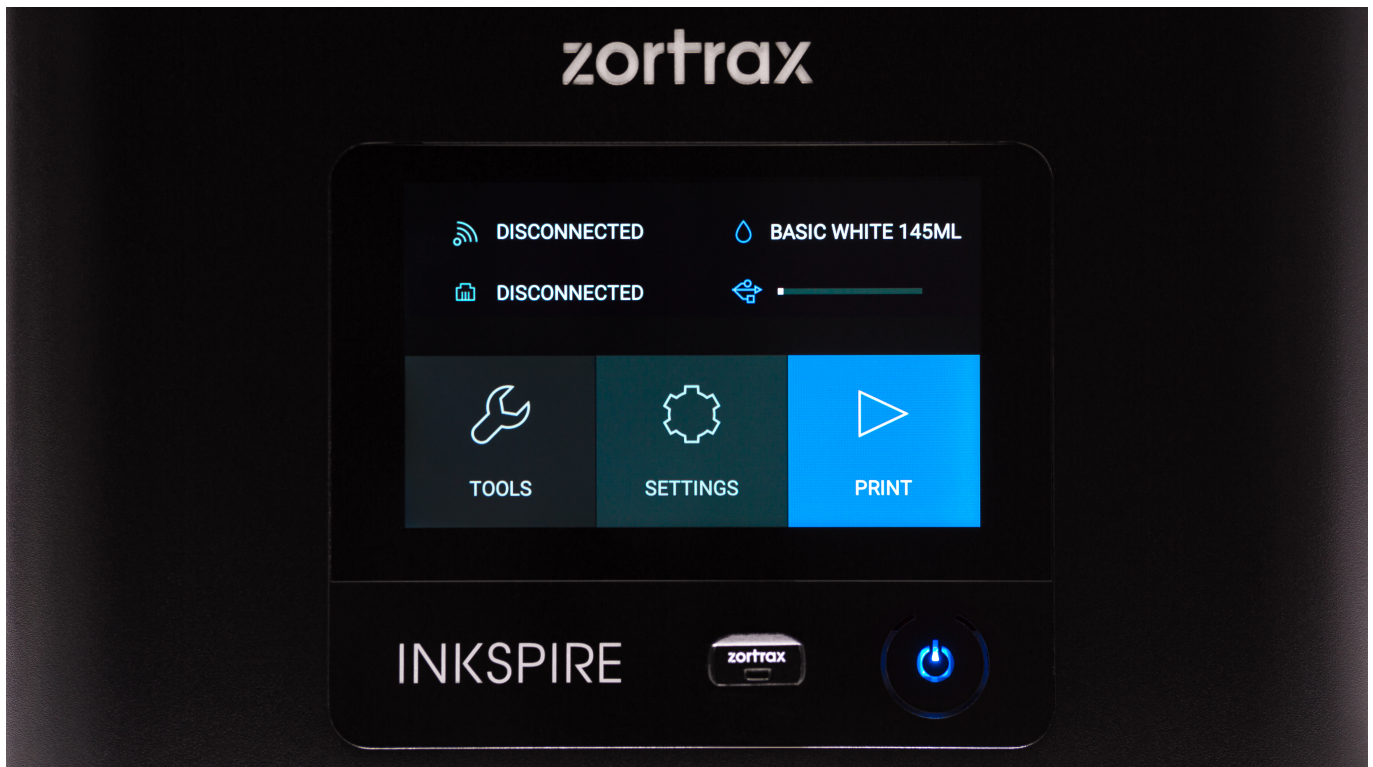 zortrax
DISCONNECTED
BASIC WHITE 145ML
DISCONNECTED
TOOLS
SETTINGS
PRINT
INKSPIRE
zortrax